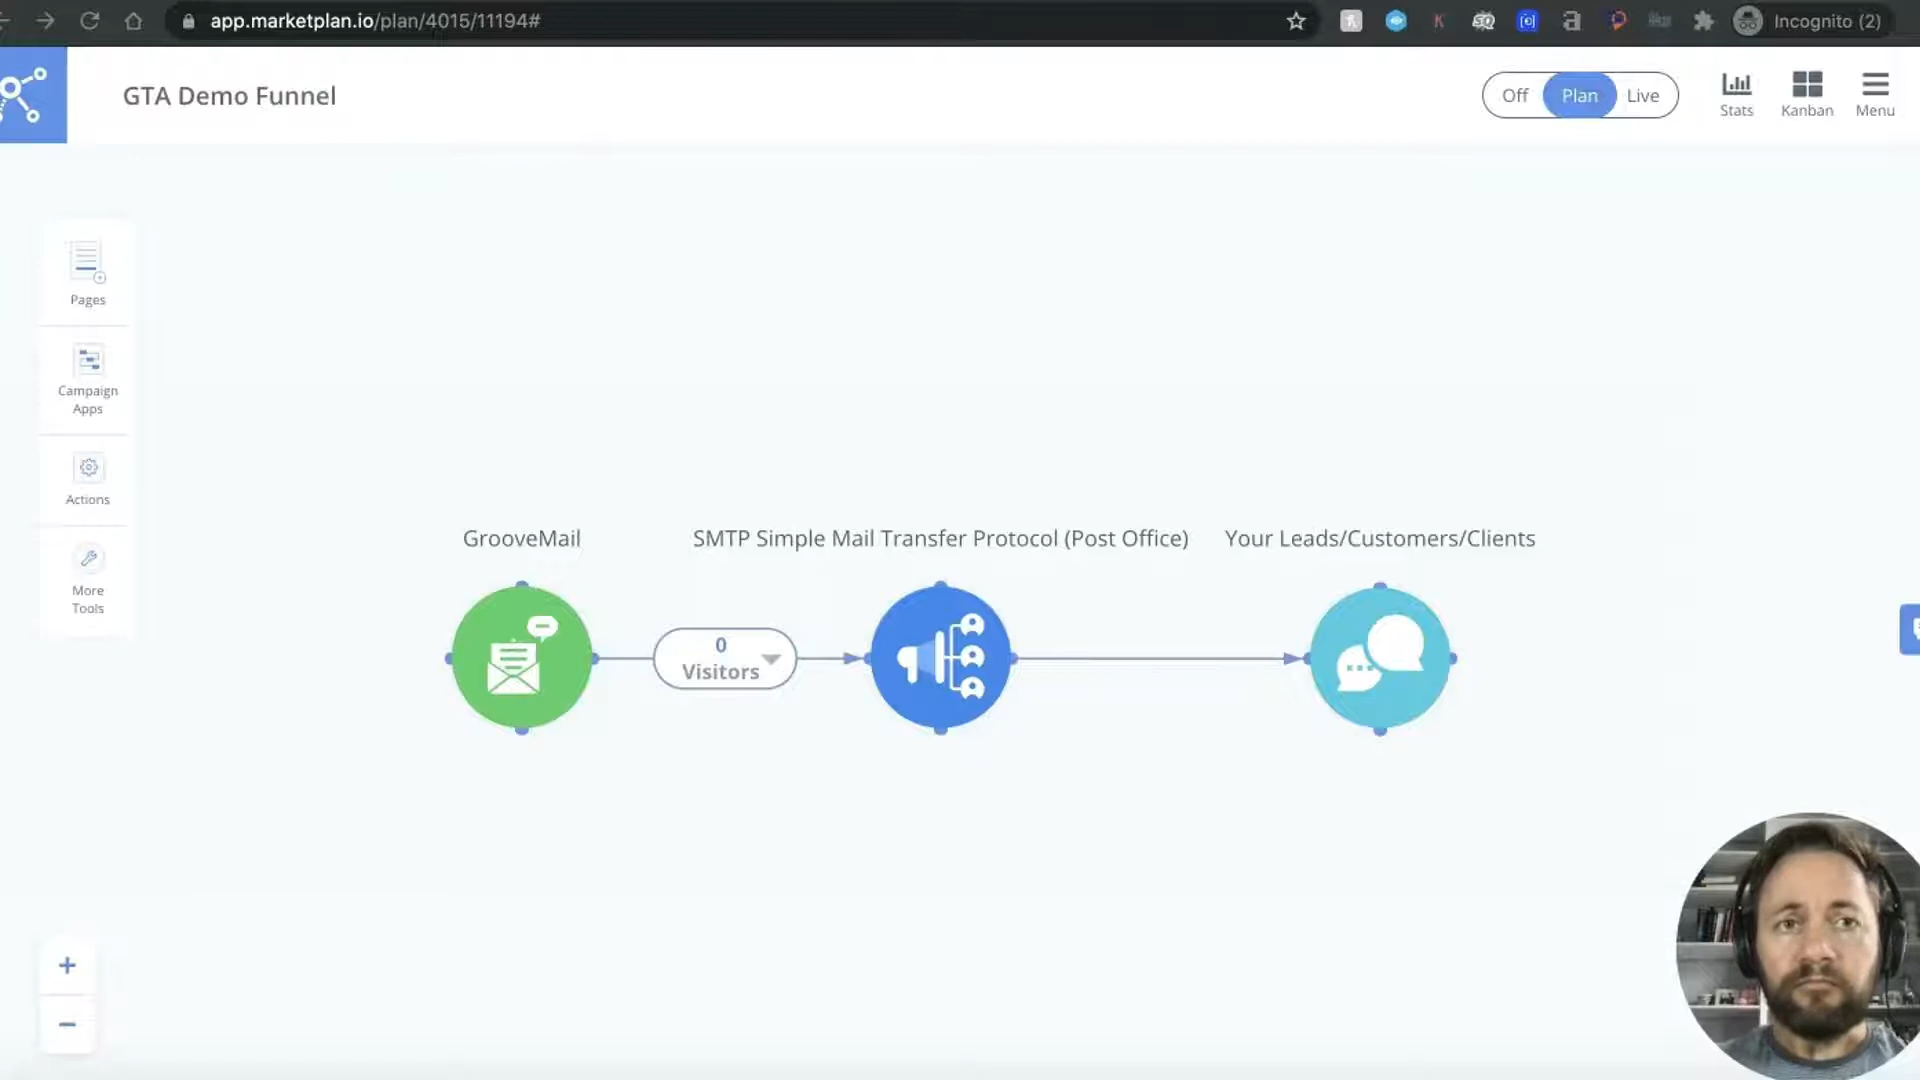 app.marketplan.io/plan/4015/11194#
Incognito (2)
GTA Demo Funnel
Off
Plan
Live
Stats
Kanban
Menu
Pages
Campaign
Apps
Actions
More
Tools
GrooveMail
SMTP Simple Mail Transfer Protocol (Post Office)
Your Leads/Customers/Clients
0
Visitors
+
−